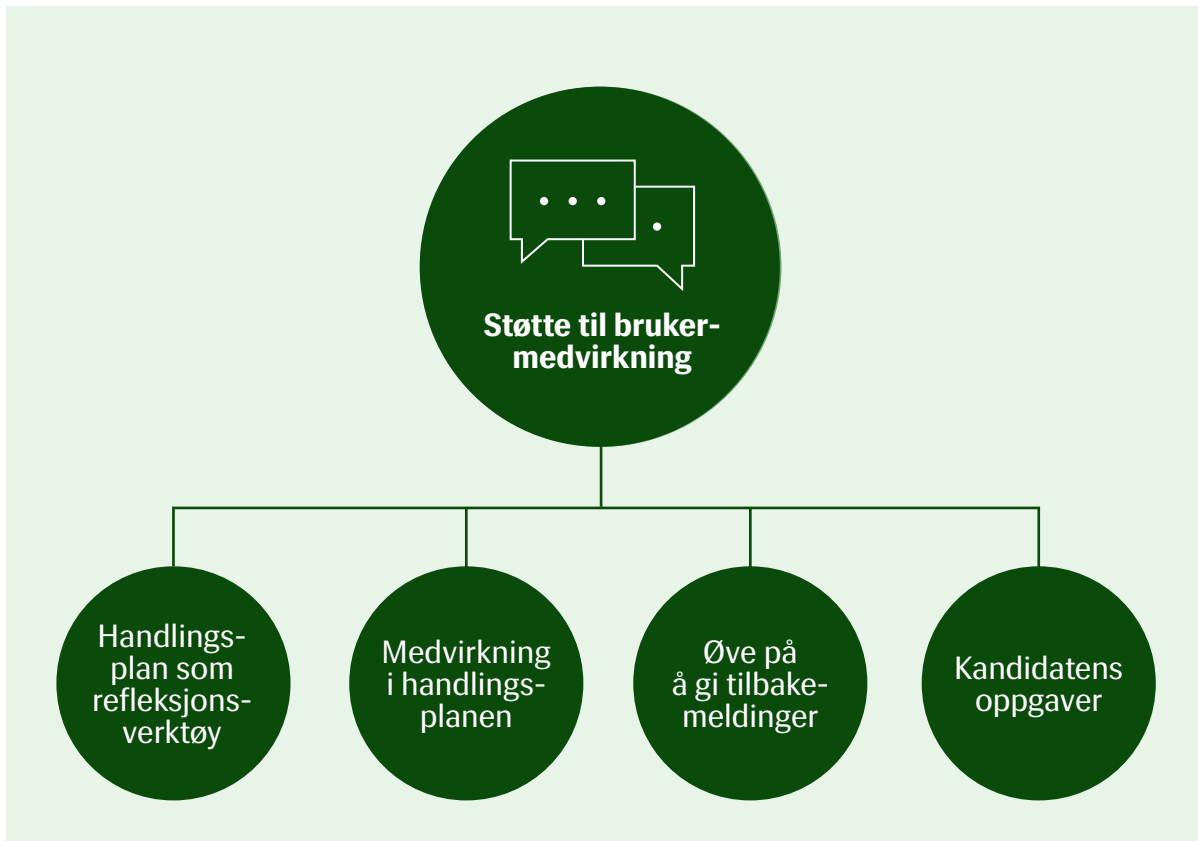 Støtte til bruker-
medvirkning
Handlings-
plan som
refleksjons-
verktøy
Medvirkning
i handlings-
planen
Øve på
å gi tilbake-
meldinger
Kandidatens
oppgaver